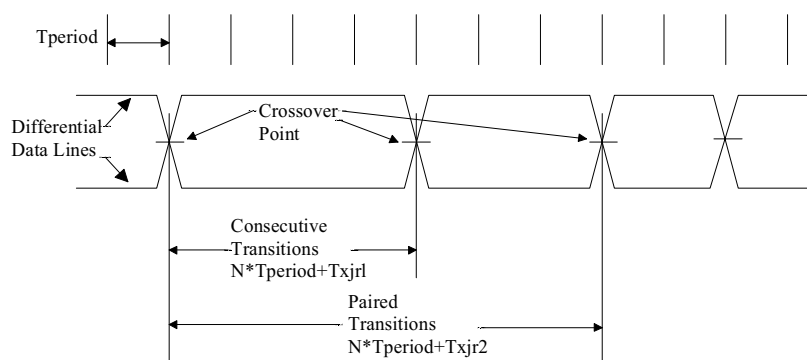 Tperiod
Differential
Data Lines
Crossover
Point
Consecutive
Transitions
N*Tperiod+Txjrl
Paired
Transitions
N*Tperiod+Txjr2